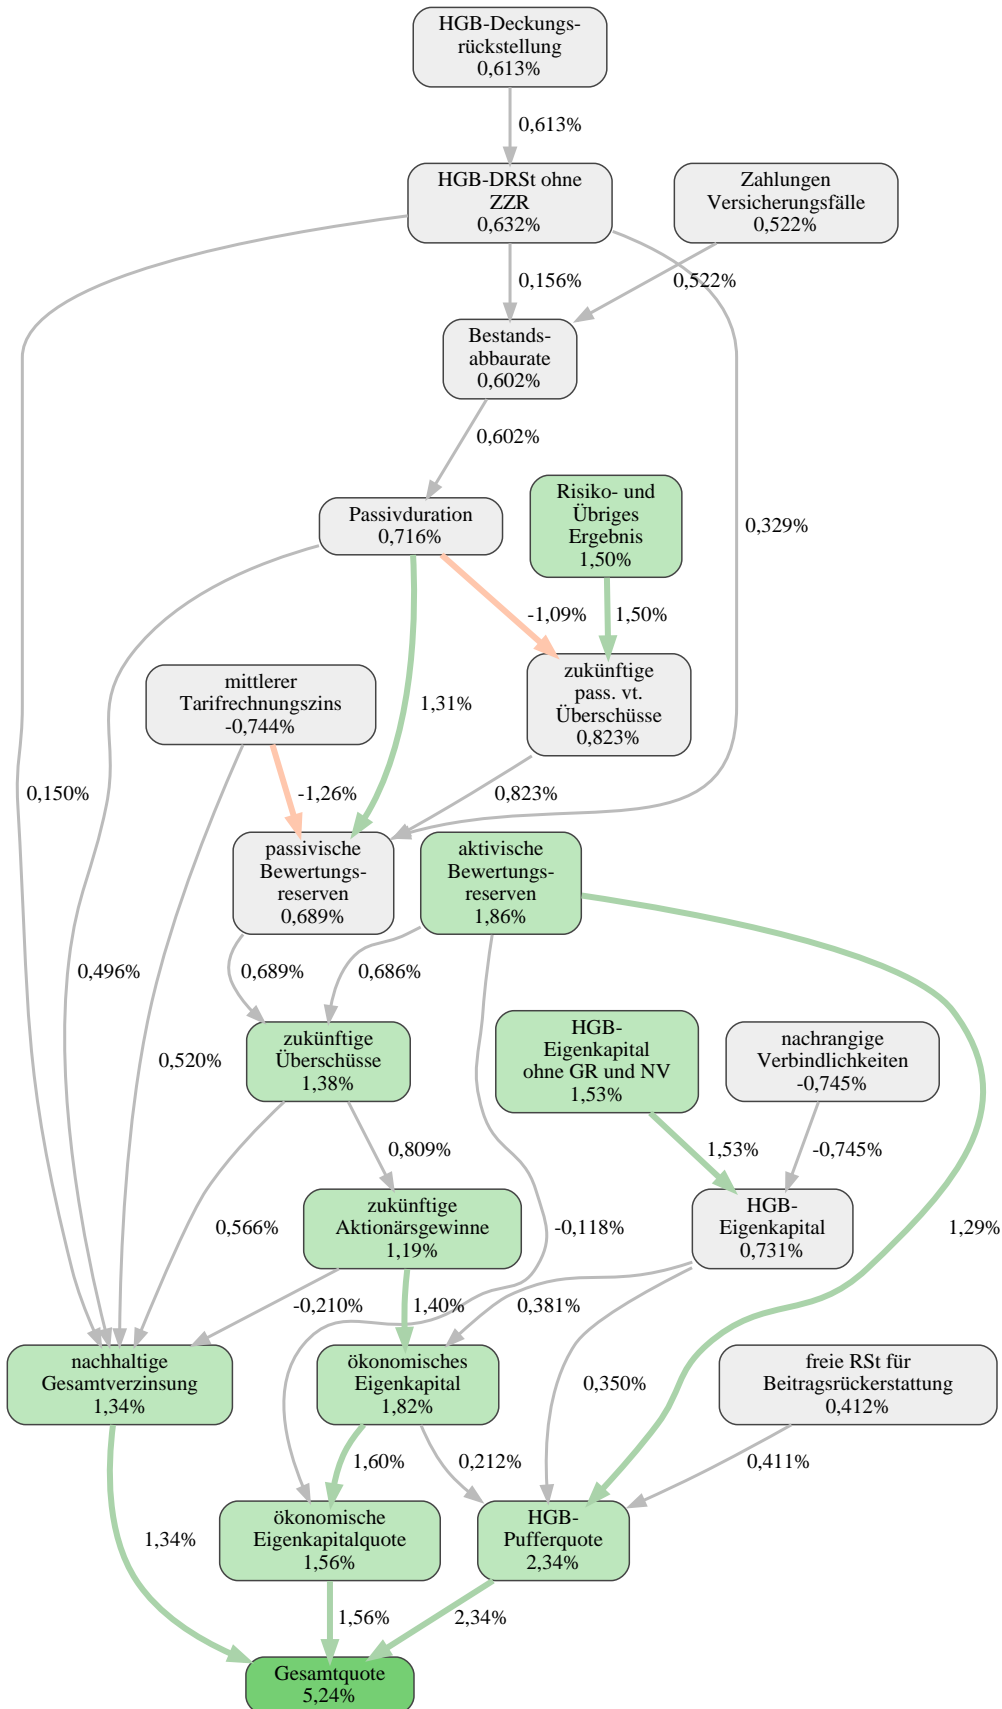 HGB-Deckungs-
rückstellung
0,613%
0,613%
HGB-DRSt ohne
ZZR
0,632%
Zahlungen
Versicherungsfälle
0,522%
0,156%
0,522%
Bestands-
abbaurate
0,602%
0,602%
Risiko- und
Übriges
Ergebnis
1,50%
Passivduration
0,716%
0,329%
-1,09%
1,50%
mittlerer
Tarifrechnungszins
-0,744%
1,31%
zukünftige
pass. vt.
Überschüsse
0,823%
0,150%
-1,26%
0,823%
passivische
Bewertungs-
reserven
0,689%
aktivische
Bewertungs-
reserven
1,86%
0,496%
0,689%
0,686%
zukünftige
Überschüsse
1,38%
HGB-
Eigenkapital
ohne GR und NV
1,53%
nachrangige
Verbindlichkeiten
-0,745%
0,520%
0,809%
1,53%
-0,745%
zukünftige
Aktionärsgewinne
1,19%
HGB-
Eigenkapital
0,731%
0,566%
-0,118%
1,29%
-0,210%
1,40%
0,381%
nachhaltige
Gesamtverzinsung
1,34%
ökonomisches
Eigenkapital
1,82%
0,350%
freie RSt für
Beitragsrückerstattung
0,412%
1,60%
0,212%
0,411%
1,34%
ökonomische
Eigenkapitalquote
1,56%
HGB-
Pufferquote
2,34%
1,56%
2,34%
Gesamtquote
5,24%